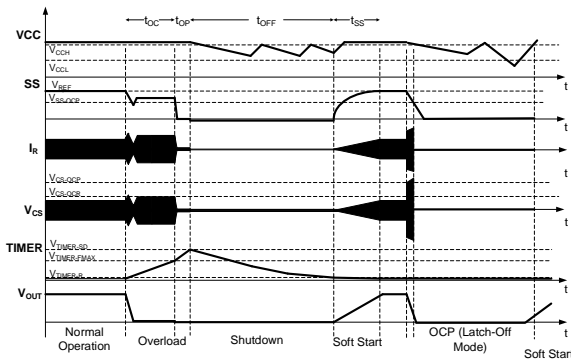 tOC tOP tOFF tSS
VCC
VCCH
VCCL
t
SS
VREF
VSS-OCP
t
IR
t
VCS-OCP
VCS-OCR
VCS
t
TIMER
VTIMER-SD
VTIMER-FMAX
VTIMER-R
t
VOUT
t
Normal Operation
Overload
Shutdown
Soft Start
OCP (Latch-Off Mode)
Soft Start